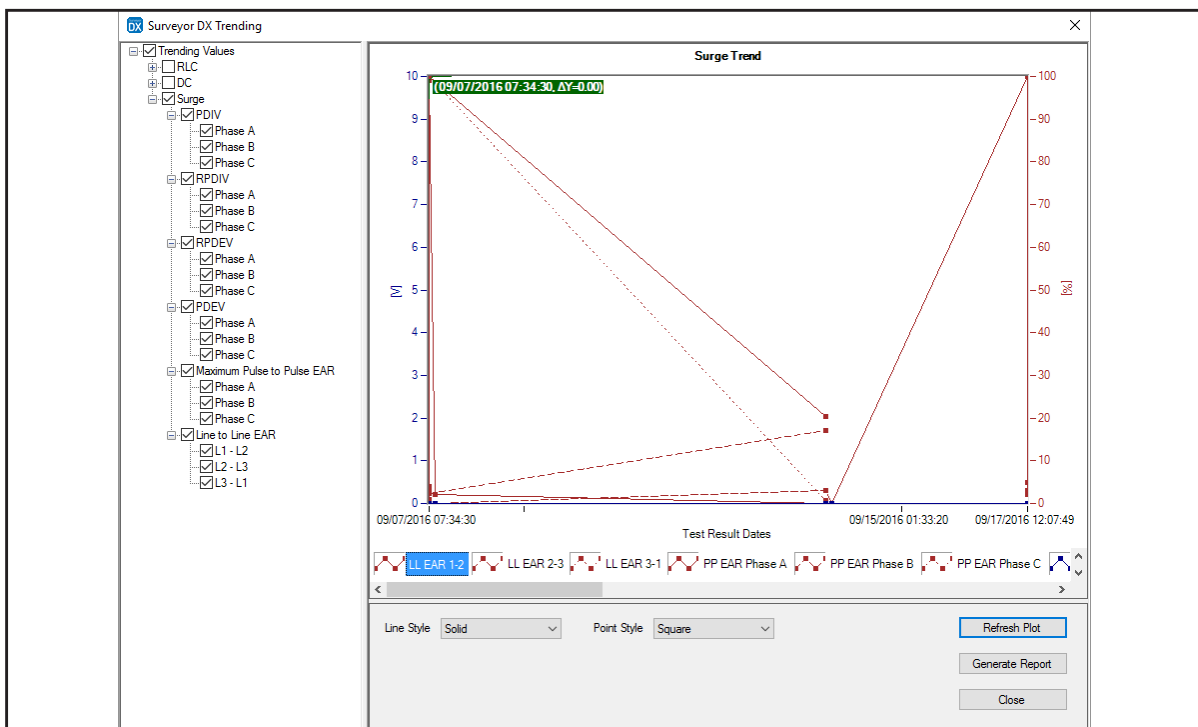 DX Surveyor DX Trending
Trending Values
RLC
DC
Surge
PDIV
Phase A
Phase B
Phase C
RPDIV
Phase A
Phase B
Phase C
RPDEV
Phase A
Phase B
Phase C
PDEV
Phase A
Phase B
Phase C
Maximum Pulse to Pulse EAR
Phase A
Phase B
Phase C
Line to Line EAR
L1 - L2
L2 - L3
L3 - L1
Surge Trend
(09/07/2016 07:34:30, ΔY=0.00)
10
9
8
7
6
5
4
3
2
1
0
[V]
100
90
80
70
60
50
40
30
20
10
0
[%]
09/07/2016 07:34:30
09/15/2016 01:33:20
09/17/2016 12:07:49
Test Result Dates
LL EAR 1-2
LL EAR 2-3
LL EAR 3-1
PP EAR Phase A
PP EAR Phase B
PP EAR Phase C
Line Style Solid
Point Style Square
Refresh Plot
Generate Report
Close